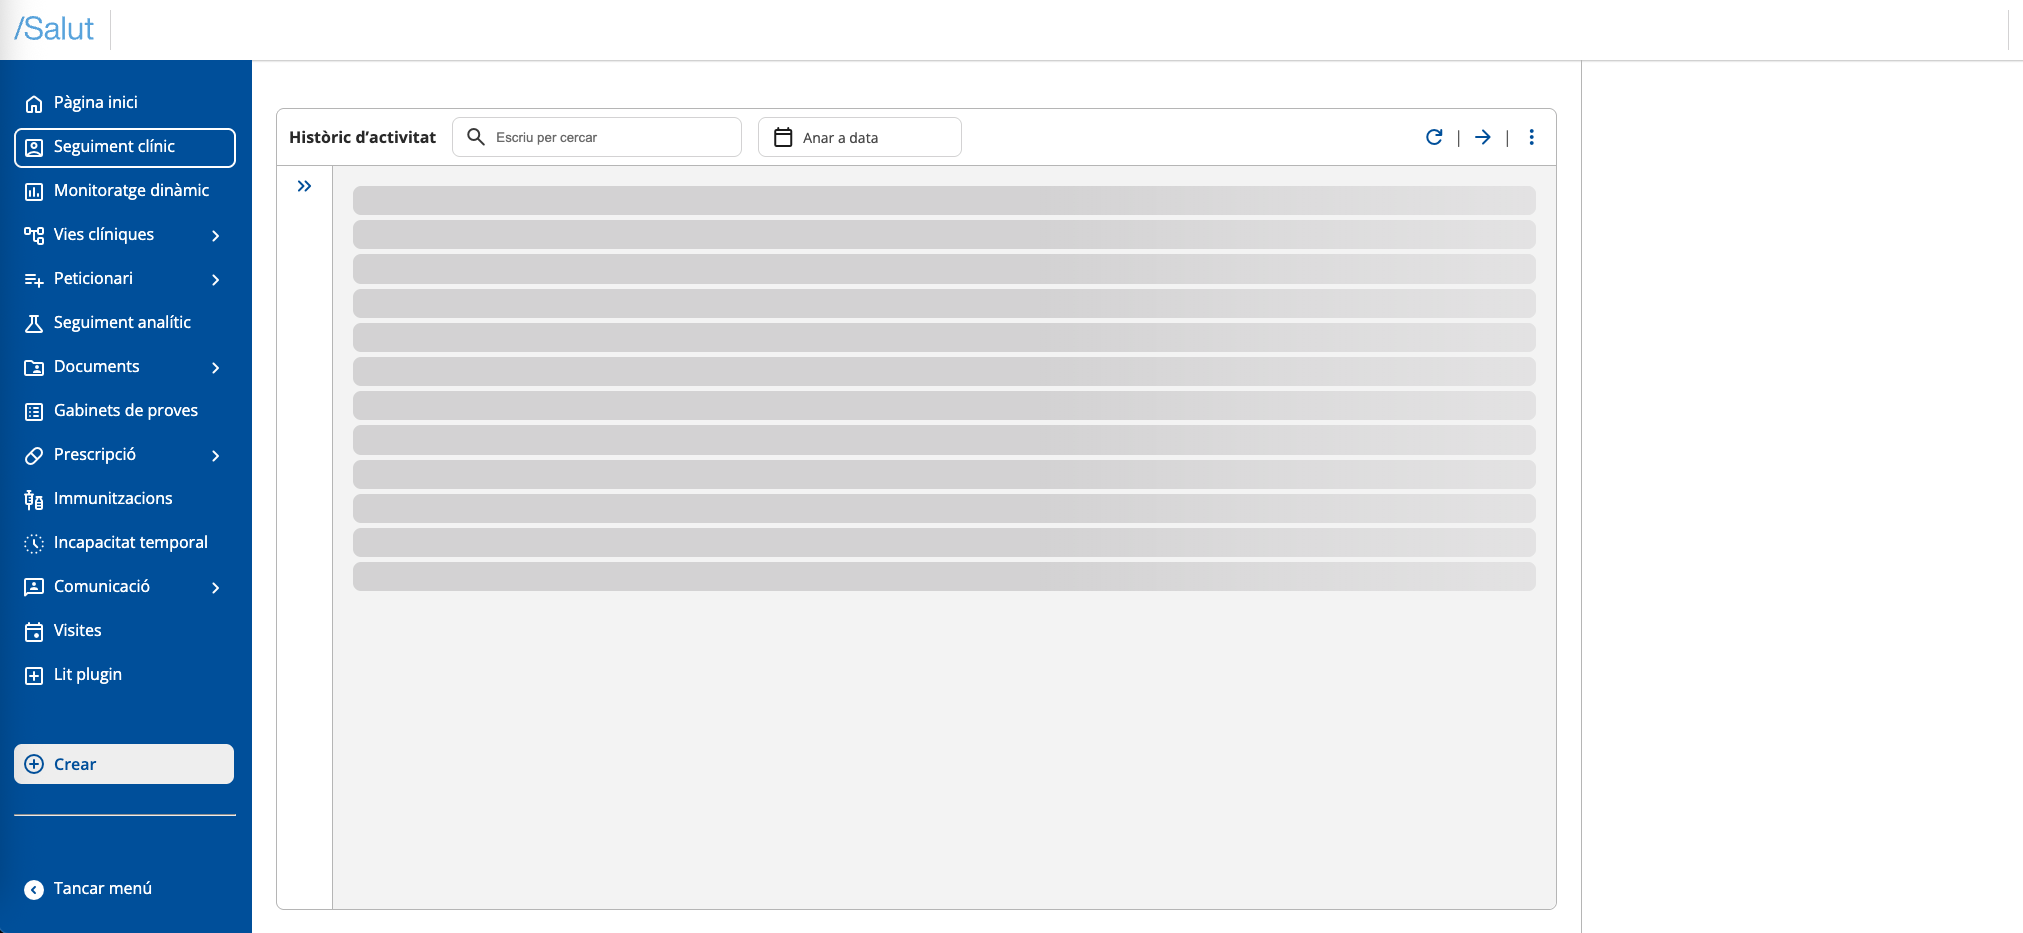 /Salut
Pàgina inici
Seguiment clínic
Monitoratge dinàmic
Vies clíniques
Peticionari
Seguiment analític
Documents
Gabinets de proves
Prescripció
Immunitzacions
Incapacitat temporal
Comunicació
Visites
Lit plugin
Crear
Tancar menú
Històric d’activitat
Escriu per cercar
Anar a data